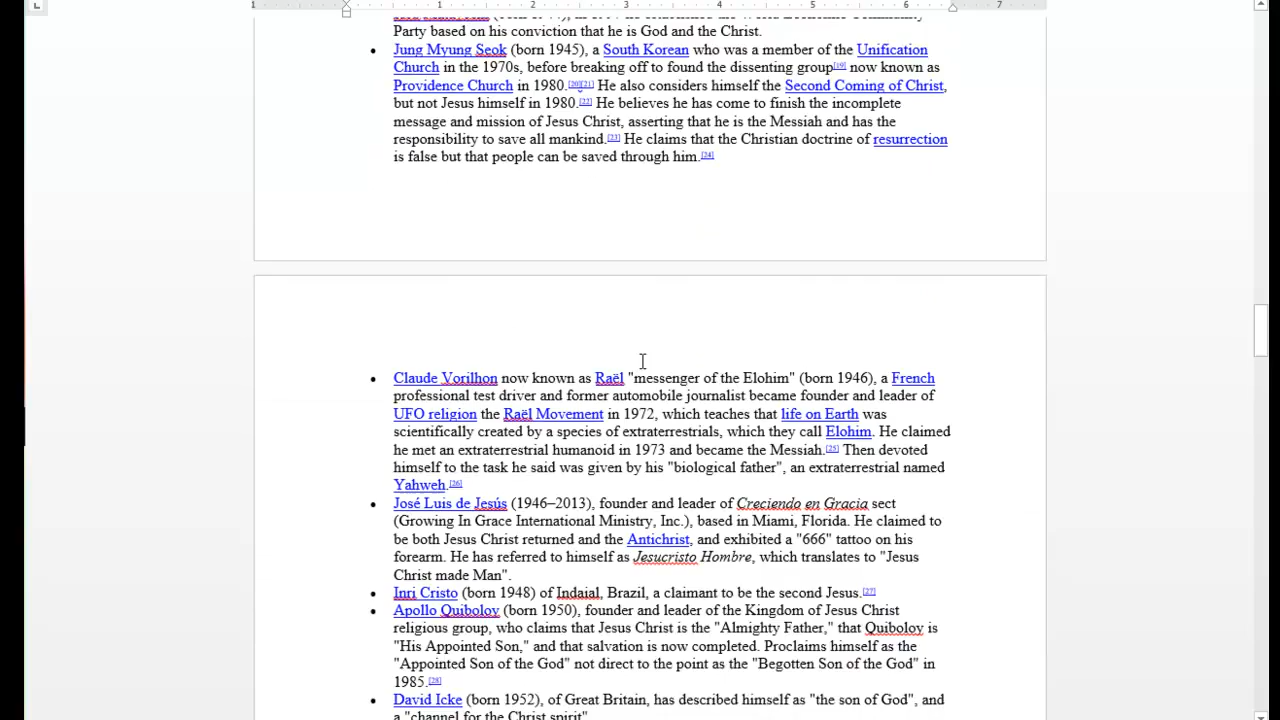 1 1 2 3 4 5 6 7
Party based on his conviction that he is God and the Christ.
• Jung Myung Seok (born 1945), a South Korean who was a member of the Unification
Church in the 1970s, before breaking off to found the dissenting group[19] now known as
Providence Church in 1980.[20][21] He also considers himself the Second Coming of Christ,
but not Jesus himself in 1980.[22] He believes he has come to finish the incomplete
message and mission of Jesus Christ, asserting that he is the Messiah and has the
responsibility to save all mankind.[23] He claims that the Christian doctrine of resurrection
is false but that people can be saved through him.[24]
• Claude Vorilhon now known as Raël "messenger of the Elohim" (born 1946), a French
professional test driver and former automobile journalist became founder and leader of
UFO religion the Raël Movement in 1972, which teaches that life on Earth was
scientifically created by a species of extraterrestrials, which they call Elohim. He claimed
he met an extraterrestrial humanoid in 1973 and became the Messiah.[25] Then devoted
himself to the task he said was given by his "biological father", an extraterrestrial named
Yahweh.[26]
• José Luis de Jesús (1946–2013), founder and leader of Creciendo en Gracia sect
(Growing In Grace International Ministry, Inc.), based in Miami, Florida. He claimed to
be both Jesus Christ returned and the Antichrist, and exhibited a "666" tattoo on his
forearm. He has referred to himself as Jesucristo Hombre, which translates to "Jesus
Christ made Man".
• Inri Cristo (born 1948) of Indaial, Brazil, a claimant to be the second Jesus.[27]
• Apollo Quiboloy (born 1950), founder and leader of the Kingdom of Jesus Christ
religious group, who claims that Jesus Christ is the "Almighty Father," that Quiboloy is
"His Appointed Son," and that salvation is now completed. Proclaims himself as the
"Appointed Son of the God" not direct to the point as the "Begotten Son of the God" in
1985.[28]
• David Icke (born 1952), of Great Britain, has described himself as "the son of God", and
a "channel for the Christ spirit"